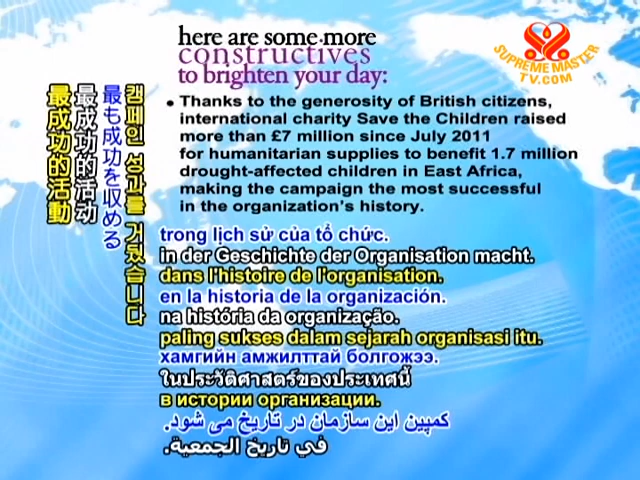 here are some more
constructives
to brighten your day:
SUPREME MASTER
TV.COM
• Thanks to the generosity of British citizens,
international charity Save the Children raised
more than £7 million since July 2011
for humanitarian supplies to benefit 1.7 million
drought-affected children in East Africa,
making the campaign the most successful
in the organization's history.
最成功的活動
最成功的活动
最も成功を収める
캠페인 성과를 거뒀습니다
trong lịch sử của tổ chức.
in der Geschichte der Organisation macht.
dans l'histoire de l'organisation.
en la historia de la organización.
na história da organização.
paling sukses dalam sejarah organisasi itu.
хамгийн амжилттай болгожээ.
ในประวัติศาสตร์ของประเทศนี้
в истории организации.
کمپین این سازمان در تاریخ می شود.
في تاريخ الجمعية.